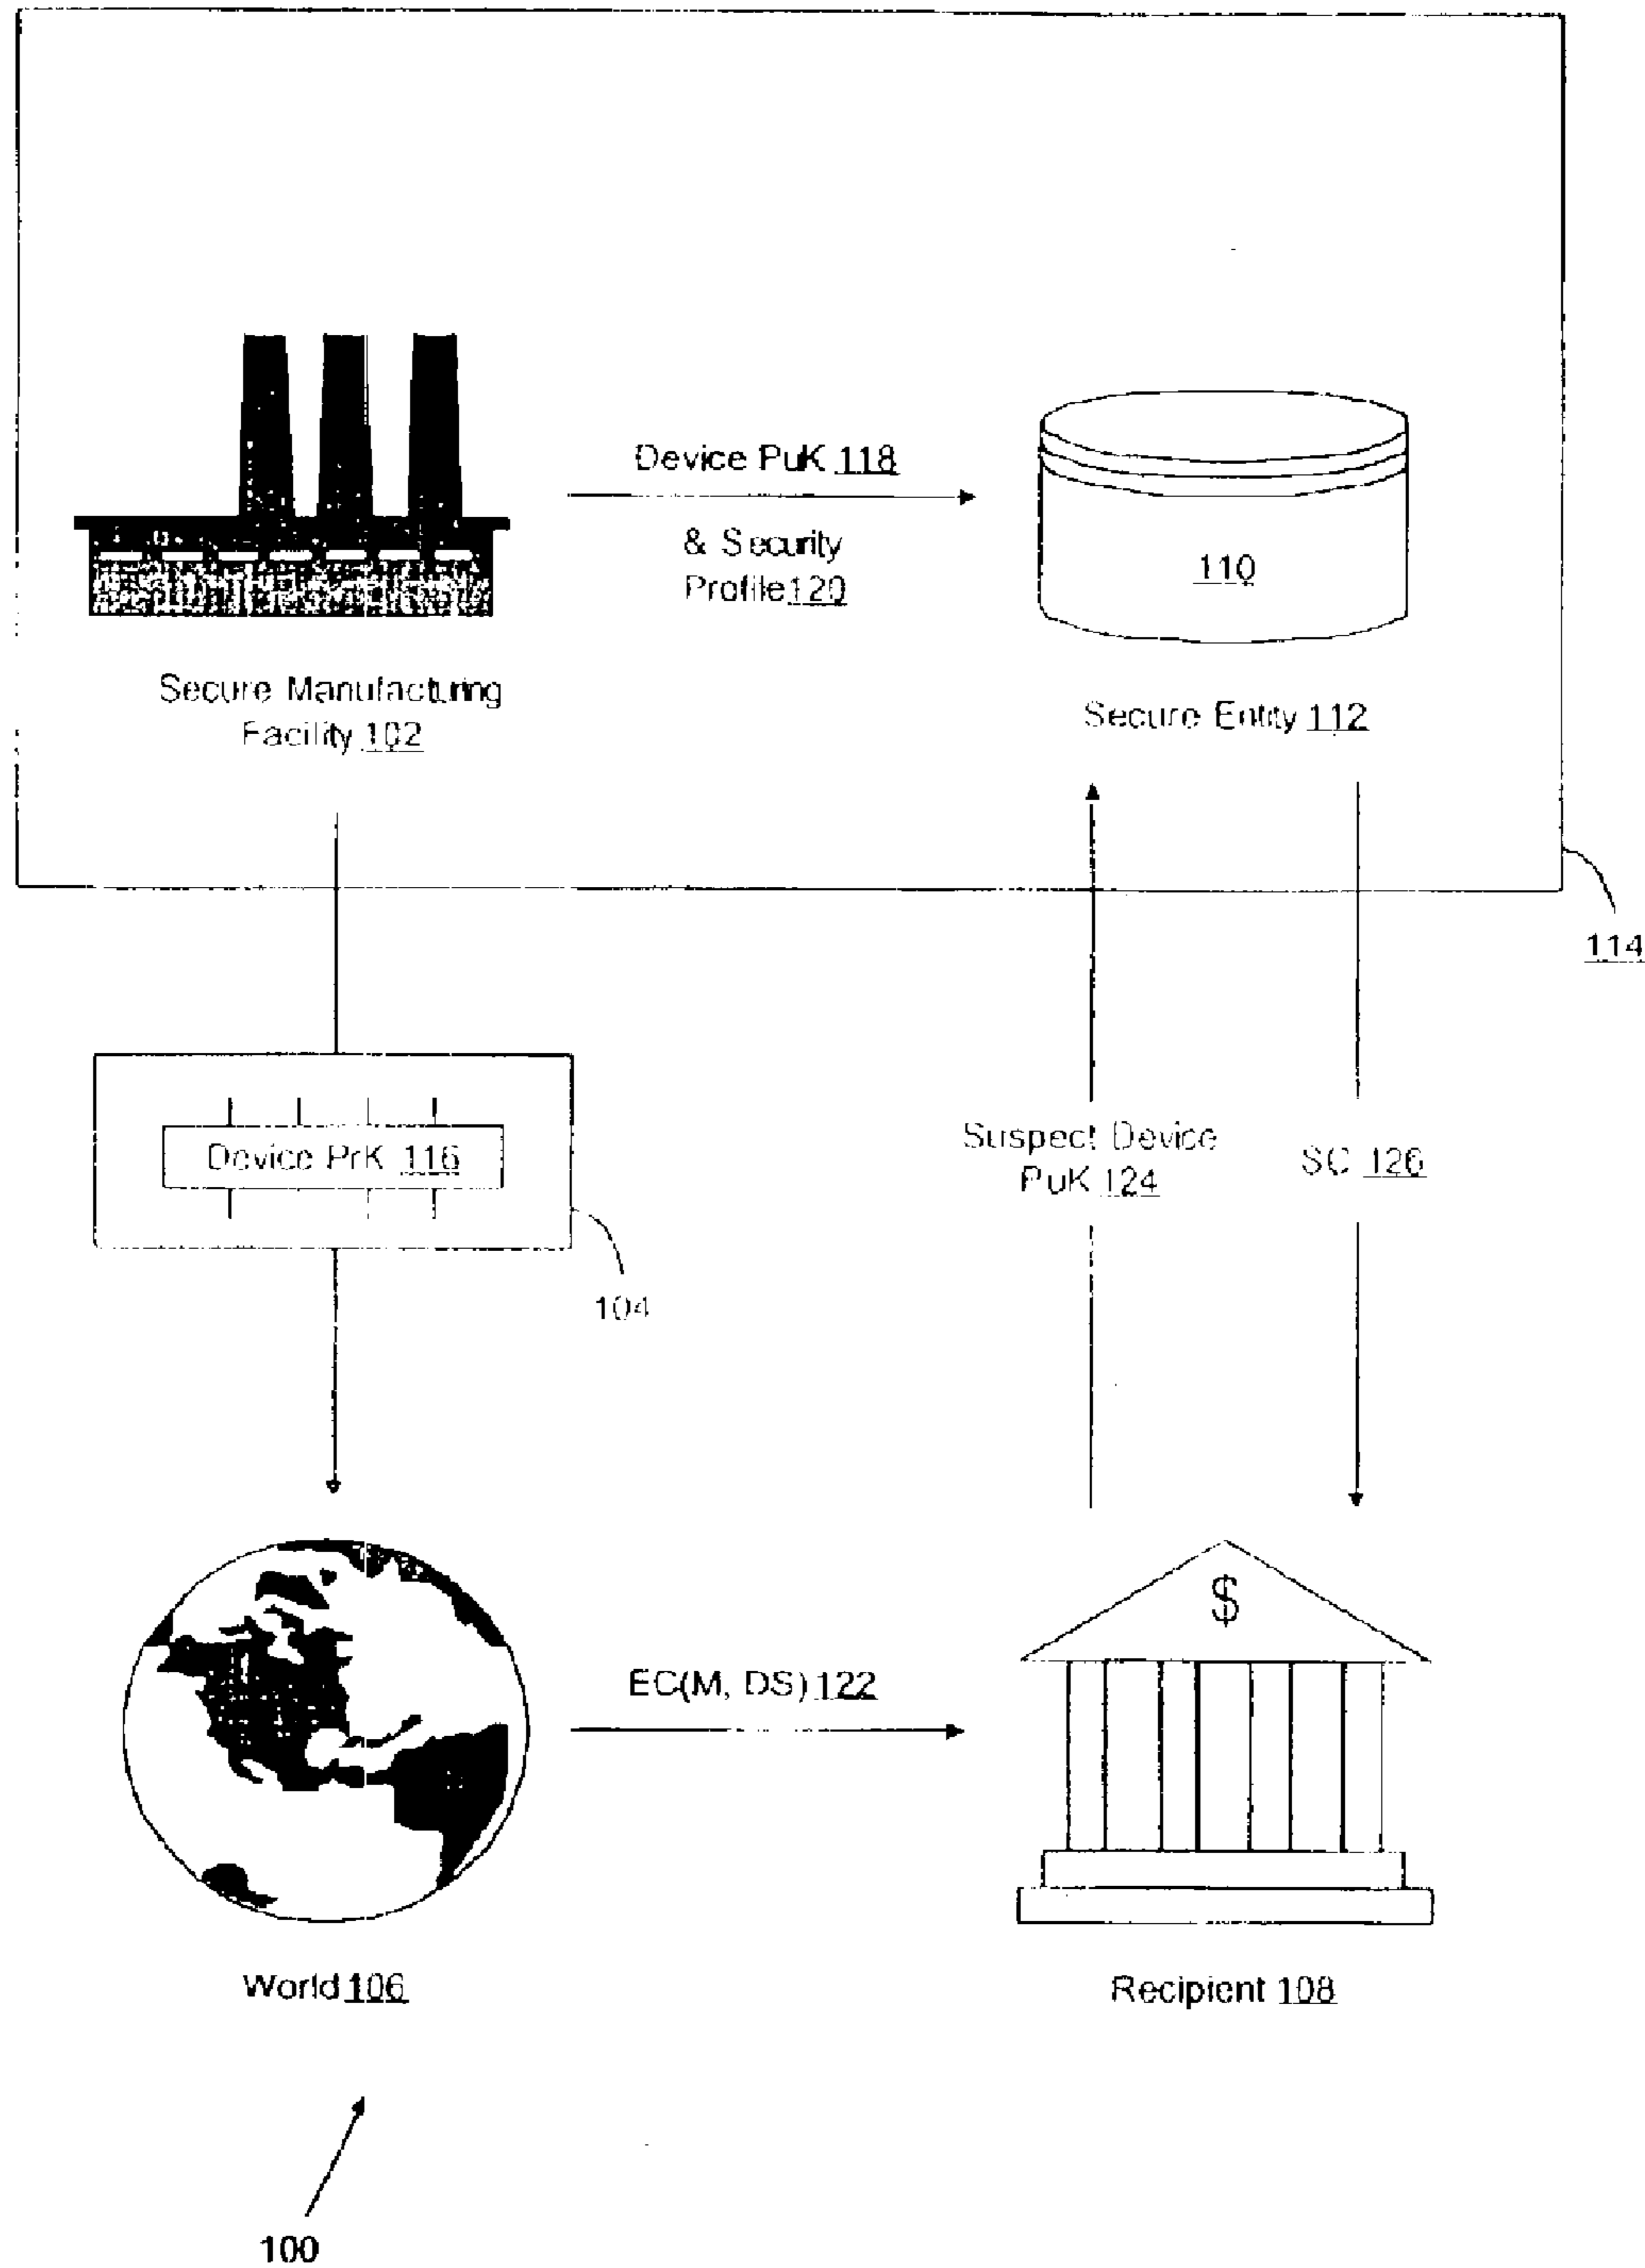 Device PuK 118
& Security
Profile 120
110
Secure Manufacturing
Facility 102
Secure Entity 112
114
Device PrK 116
104
Suspect Device
PuK 124
SC 126
$
EC(M, DS) 122
World 106
Recipient 108
100